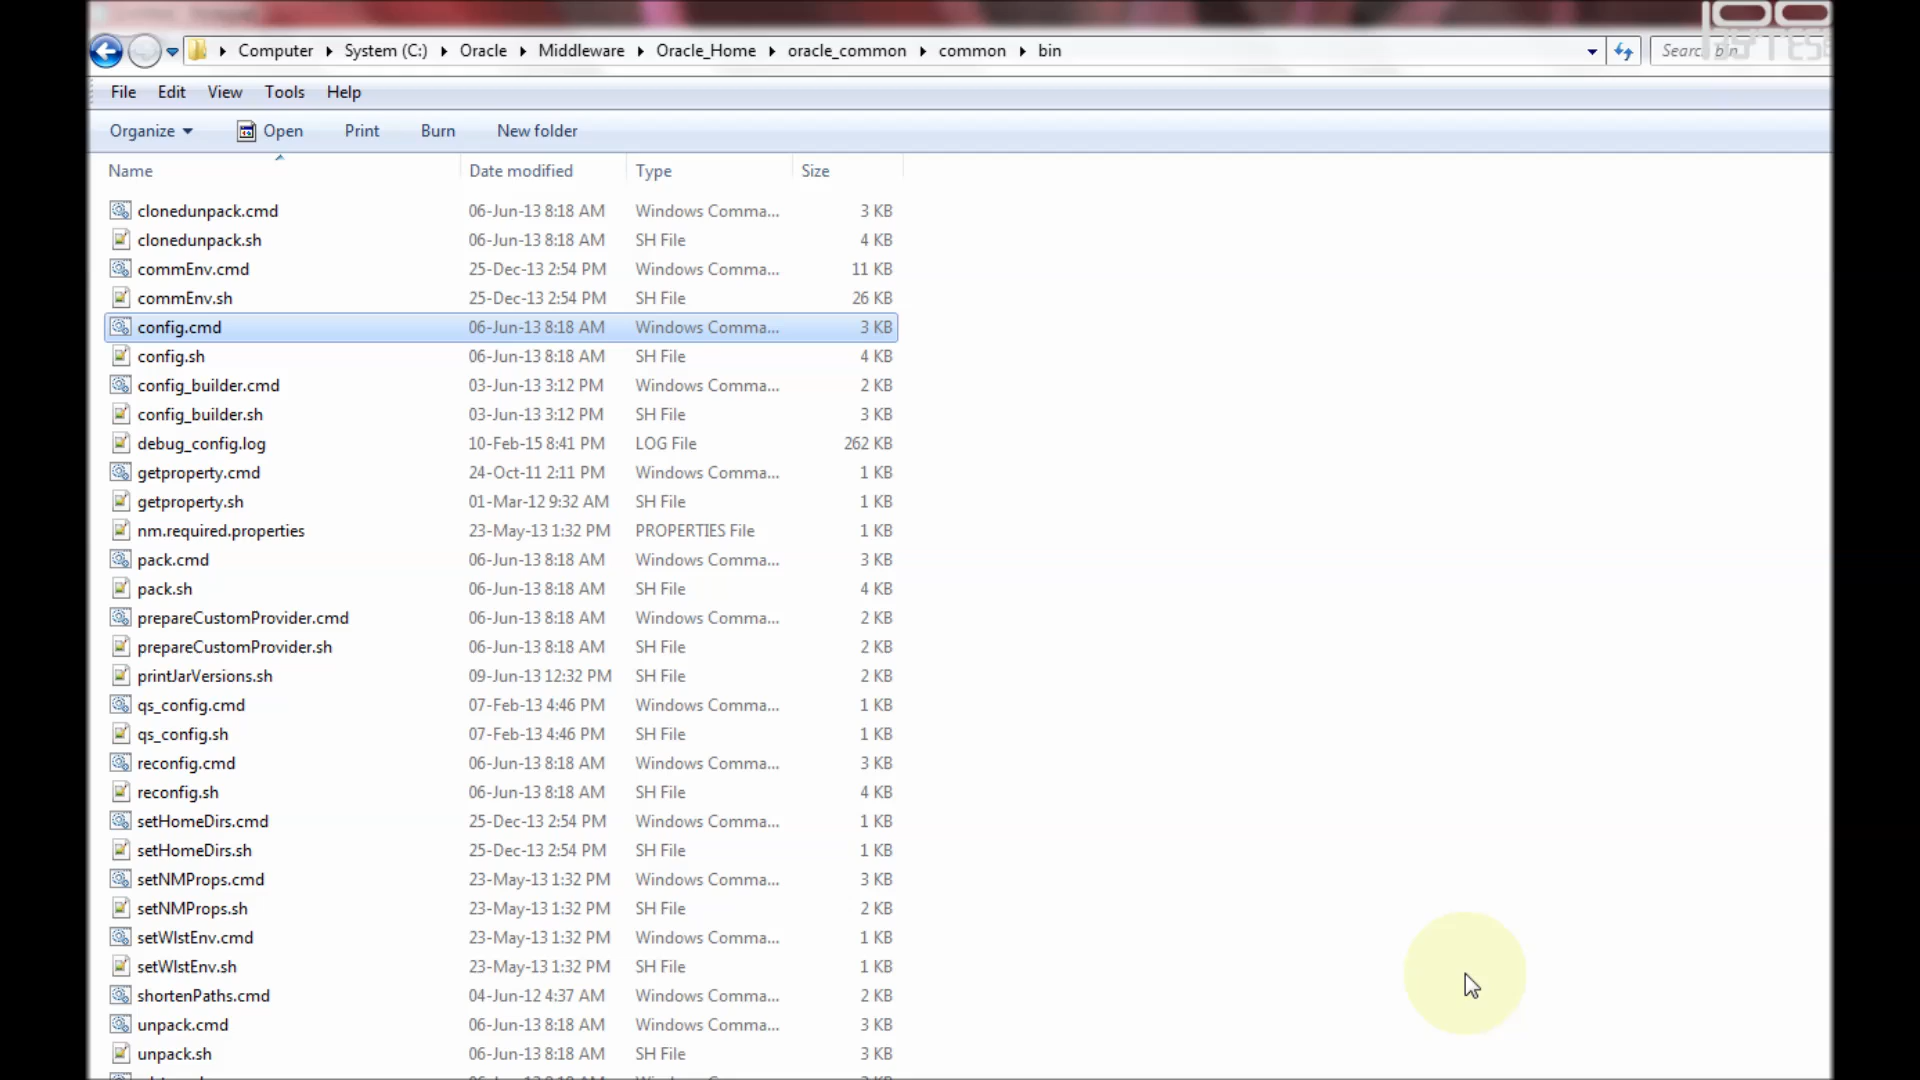 100
BYTES
Computer System (C:) Oracle Middleware Oracle_Home oracle_common common bin
Search bin
File Edit View Tools Help
Organize Open Print Burn New folder
Name Date modified Type Size
clonedunpack.cmd 06-Jun-13 8:18 AM Windows Comma... 3 KB
clonedunpack.sh 06-Jun-13 8:18 AM SH File 4 KB
commEnv.cmd 25-Dec-13 2:54 PM Windows Comma... 11 KB
commEnv.sh 25-Dec-13 2:54 PM SH File 26 KB
config.cmd 06-Jun-13 8:18 AM Windows Comma... 3 KB
config.sh 06-Jun-13 8:18 AM SH File 4 KB
config_builder.cmd 03-Jun-13 3:12 PM Windows Comma... 2 KB
config_builder.sh 03-Jun-13 3:12 PM SH File 3 KB
debug_config.log 10-Feb-15 8:41 PM LOG File 262 KB
getproperty.cmd 24-Oct-11 2:11 PM Windows Comma... 1 KB
getproperty.sh 01-Mar-12 9:32 AM SH File 1 KB
nm.required.properties 23-May-13 1:32 PM PROPERTIES File 1 KB
pack.cmd 06-Jun-13 8:18 AM Windows Comma... 3 KB
pack.sh 06-Jun-13 8:18 AM SH File 4 KB
prepareCustomProvider.cmd 06-Jun-13 8:18 AM Windows Comma... 2 KB
prepareCustomProvider.sh 06-Jun-13 8:18 AM SH File 2 KB
printJarVersions.sh 09-Jun-13 12:32 PM SH File 2 KB
qs_config.cmd 07-Feb-13 4:46 PM Windows Comma... 1 KB
qs_config.sh 07-Feb-13 4:46 PM SH File 1 KB
reconfig.cmd 06-Jun-13 8:18 AM Windows Comma... 3 KB
reconfig.sh 06-Jun-13 8:18 AM SH File 4 KB
setHomeDirs.cmd 25-Dec-13 2:54 PM Windows Comma... 1 KB
setHomeDirs.sh 25-Dec-13 2:54 PM SH File 1 KB
setNMProps.cmd 23-May-13 1:32 PM Windows Comma... 3 KB
setNMProps.sh 23-May-13 1:32 PM SH File 2 KB
setWlstEnv.cmd 23-May-13 1:32 PM Windows Comma... 1 KB
setWlstEnv.sh 23-May-13 1:32 PM SH File 1 KB
shortenPaths.cmd 04-Jun-12 4:37 AM Windows Comma... 2 KB
unpack.cmd 06-Jun-13 8:18 AM Windows Comma... 3 KB
unpack.sh 06-Jun-13 8:18 AM SH File 3 KB